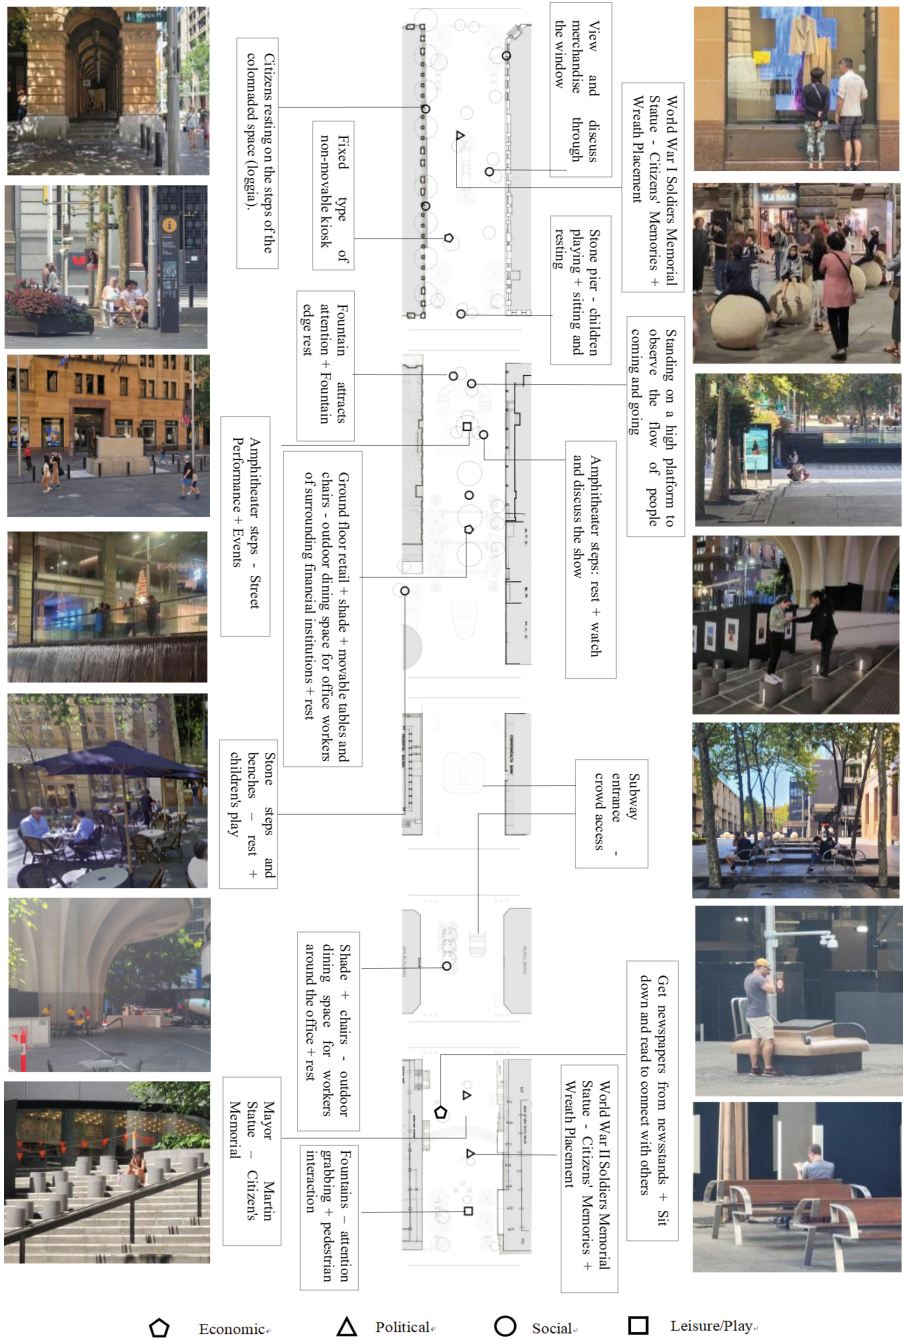 View and
merchandise discuss
the window through
World War I Soldiers Memorial
Statue - Citizens' Memories +
Wreath Placement
Stone pier - children
playing + sitting and
resting
Standing on a high platform to
observe the flow of people
coming and going
Amphitheater steps: rest + watch
and discuss the show
Subway
entrance -
crowd access
Get newspapers from newsstands + Sit
down and read to connect with others
World War II Soldiers Memorial
Statue - Citizens' Memories +
Wreath Placement
Citizens resting on the steps of the
colonnaded space (loggia).
Fixed type of
non-movable kiosk
Fountain attracts
attention + Fountain
edge rest
Amphitheater steps - Street
Performance + Events
Ground floor retail + shade + movable tables and
chairs - outdoor dining space for office workers
of surrounding financial institutions + rest
Stone steps and
benches – rest +
children's play
Shade + chairs - outdoor
dining space for workers
around the office + rest
Mayor Martin
Statue – Citizen's
Memorial
Fountains – attention
grabbing + pedestrian
interaction
COMMONWEALTH BANK
RURAL BANK
M.J. BALE
Martin Pl
Economic
Political
Social
Leisure/Play